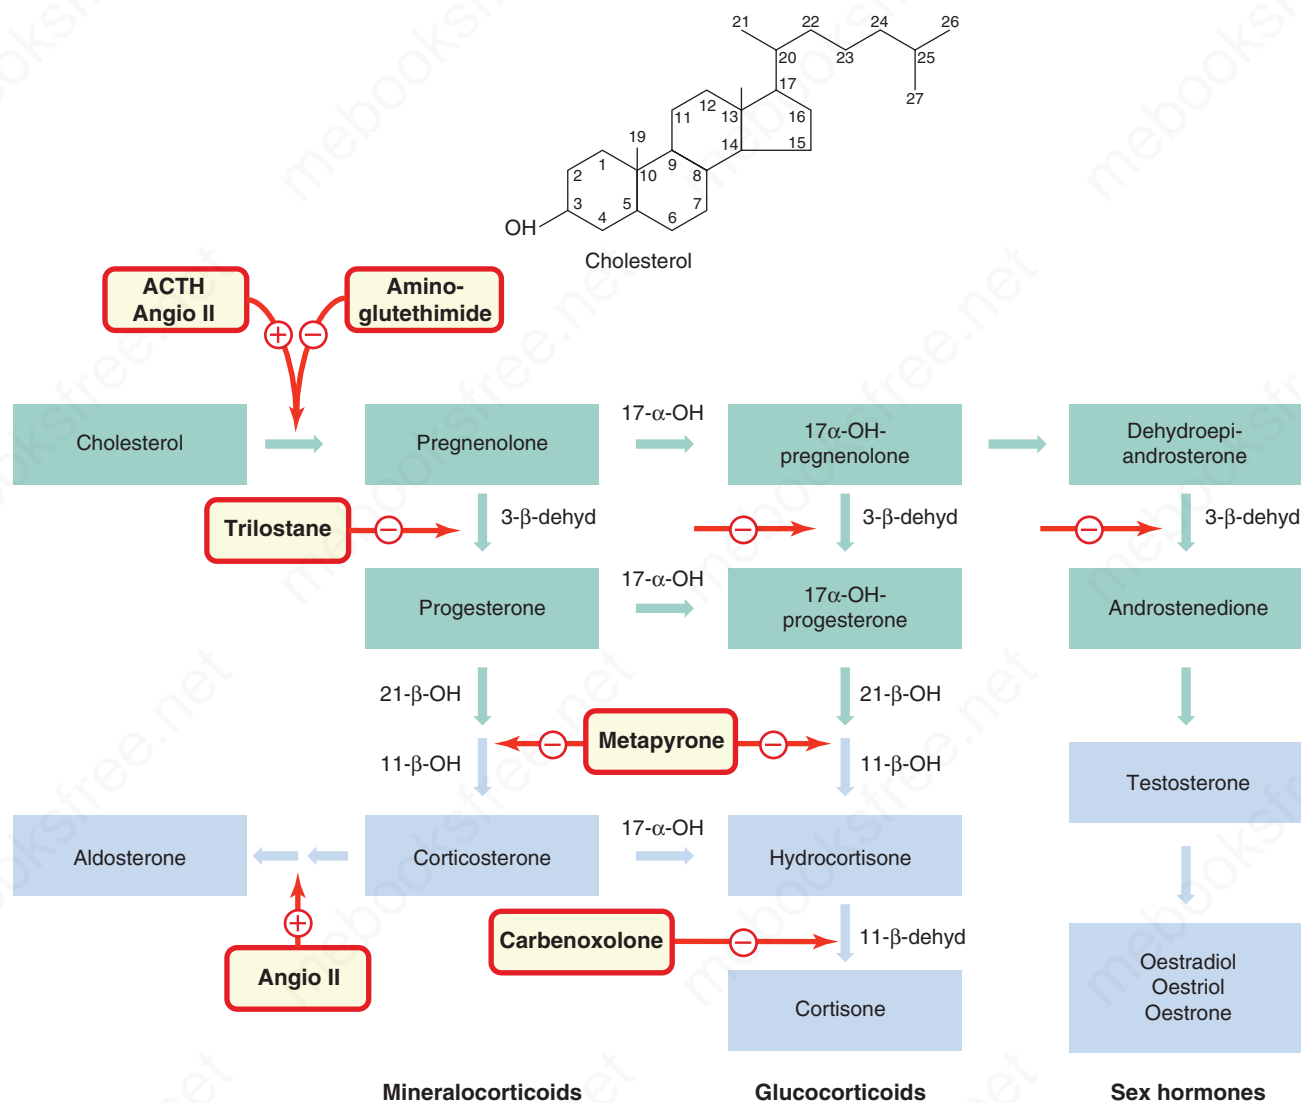 21
22
24
26
20
23
25
17
27
12
11
13
16
19
14
15
1
9
2
10
8
3
5
7
4
6
OH
Cholesterol
ACTH
Angio II
Amino-
glutethimide
+
−
Cholesterol
Pregnenolone
17-α-OH
17α-OH-
pregnenolone
Dehydroepi-
androsterone
Trilostane
−
3-β-dehyd
−
3-β-dehyd
−
3-β-dehyd
Progesterone
17-α-OH
17α-OH-
progesterone
Androstenedione
21-β-OH
21-β-OH
−
Metapyrone
−
11-β-OH
11-β-OH
Testosterone
Aldosterone
Corticosterone
17-α-OH
Hydrocortisone
+
Angio II
Carbenoxolone
−
11-β-dehyd
Cortisone
Oestradiol
Oestriol
Oestrone
Mineralocorticoids
Glucocorticoids
Sex hormones
mebooksfree.net